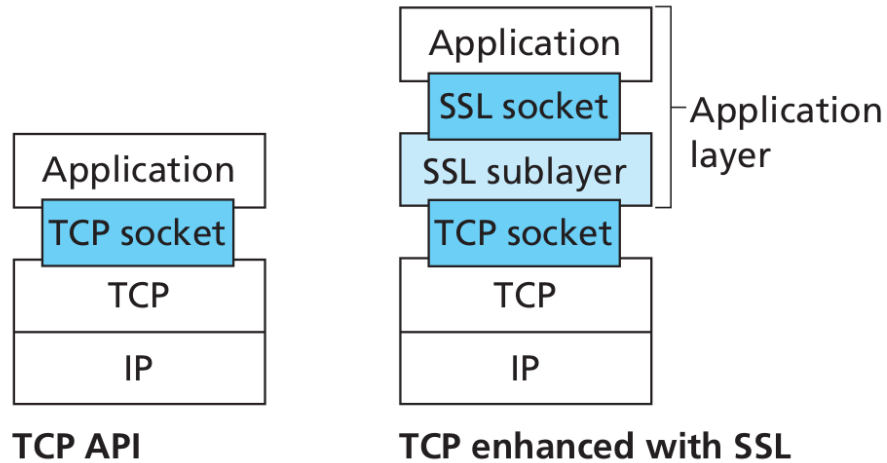 Application
TCP socket
TCP
IP
TCP API
Application
SSL socket
SSL sublayer
TCP socket
TCP
IP
Application
layer
TCP enhanced with SSL